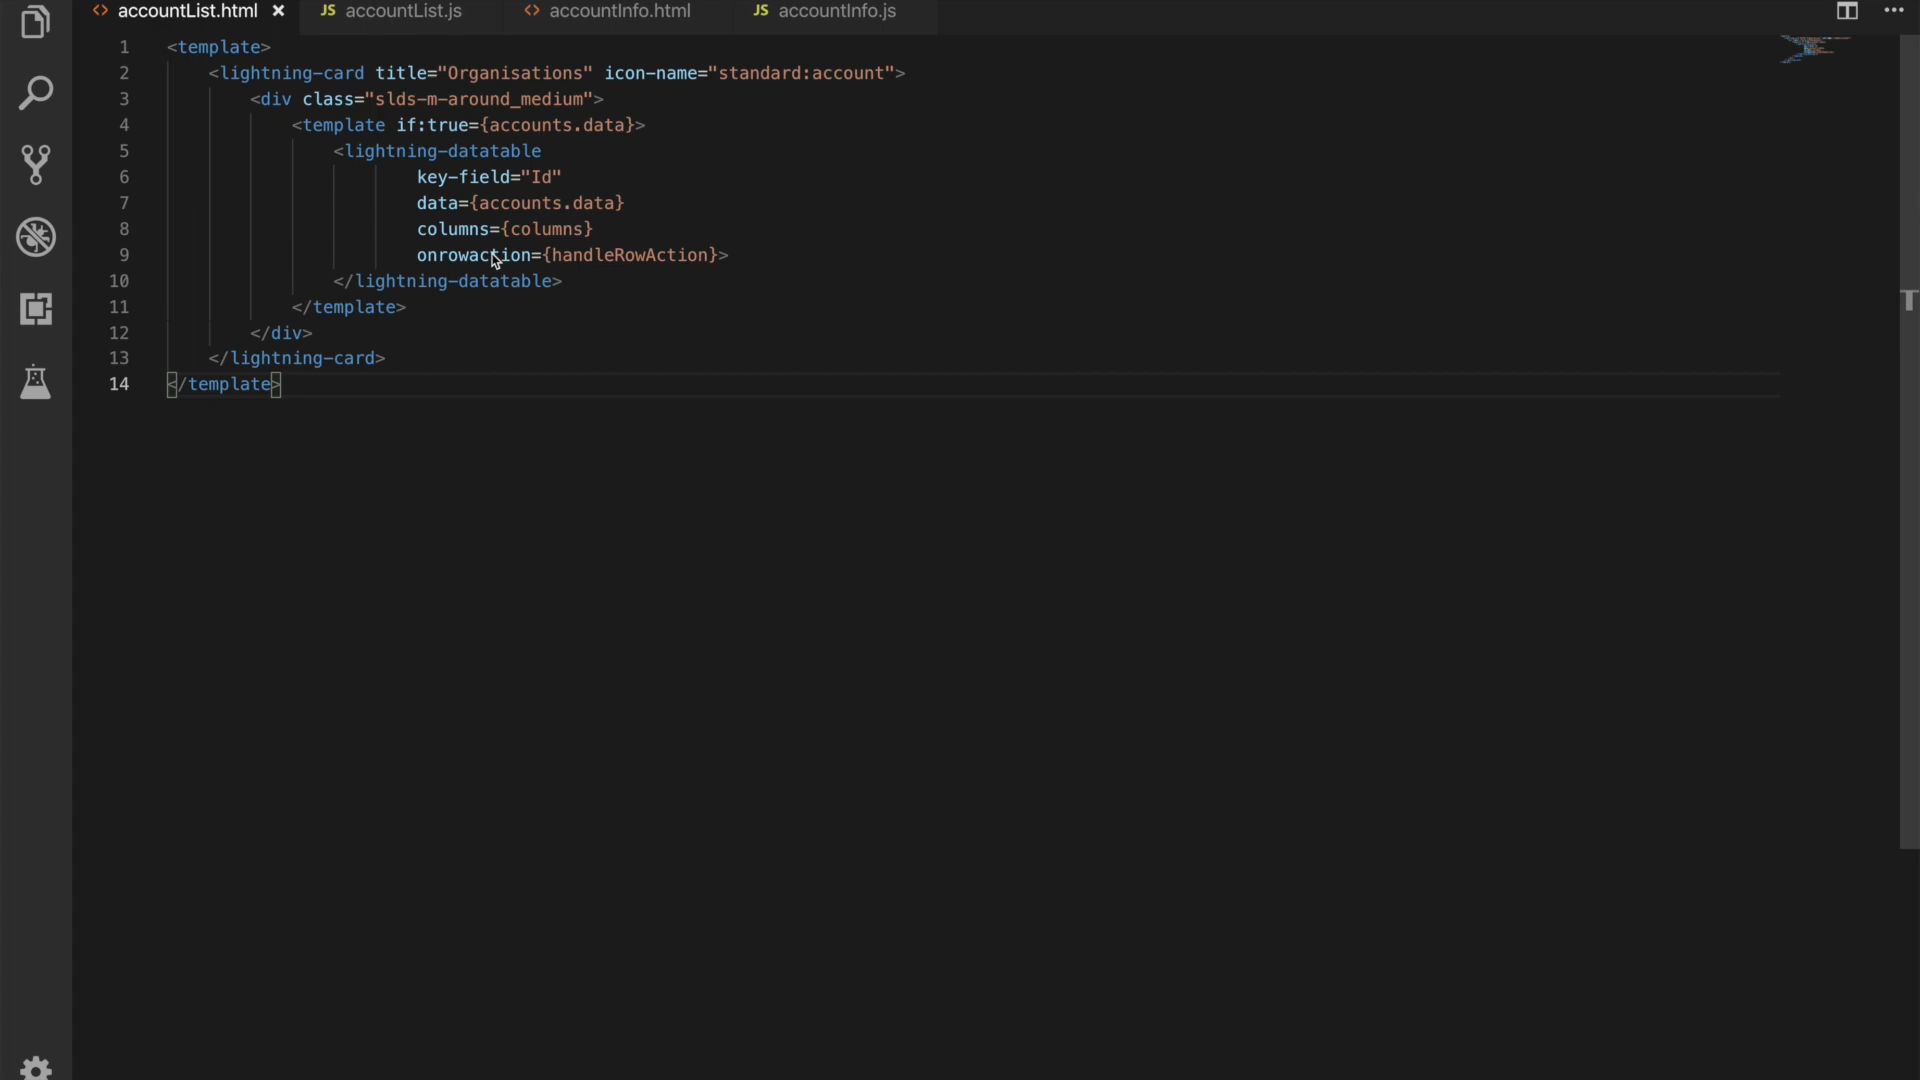 <> accountList.html × JS accountList.js <> accountInfo.html JS accountInfo.js
1 <template>
2 <lightning-card title="Organisations" icon-name="standard:account">
3 <div class="slds-m-around_medium">
4 <template if:true={accounts.data}>
5 <lightning-datatable
6 key-field="Id"
7 data={accounts.data}
8 columns={columns}
9 onrowaction={handleRowAction}>
10 </lightning-datatable>
11 </template>
12 </div>
13 </lightning-card>
14 </template>